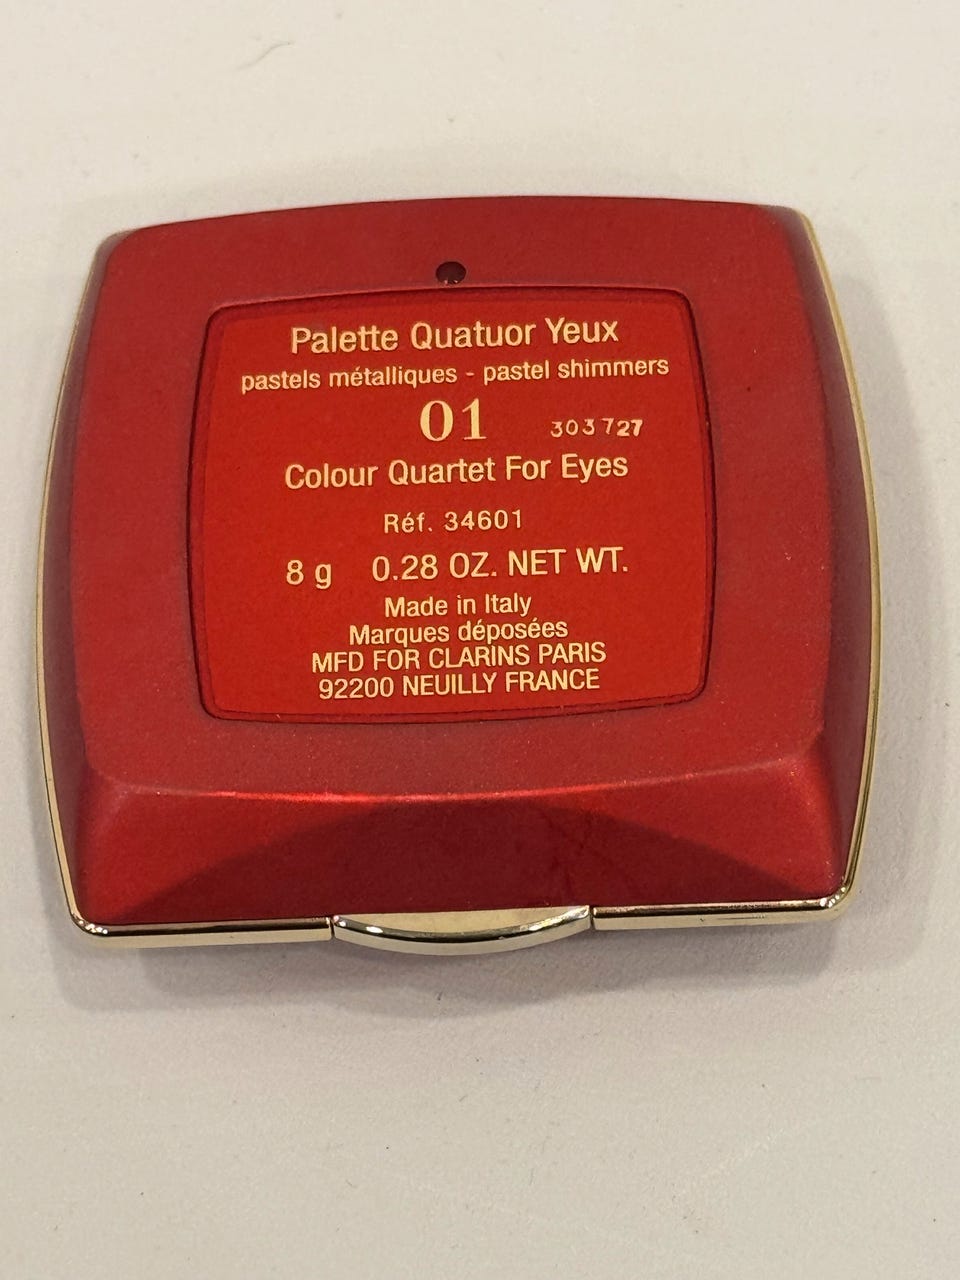 Palette Quatuor Yeux
pastels métalliques - pastel shimmers
01 303727
Colour Quartet For Eyes
Réf. 34601
8 g 0.28 OZ. NET WT.
Made in Italy
Marques déposées
MFD FOR CLARINS PARIS
92200 NEUILLY FRANCE